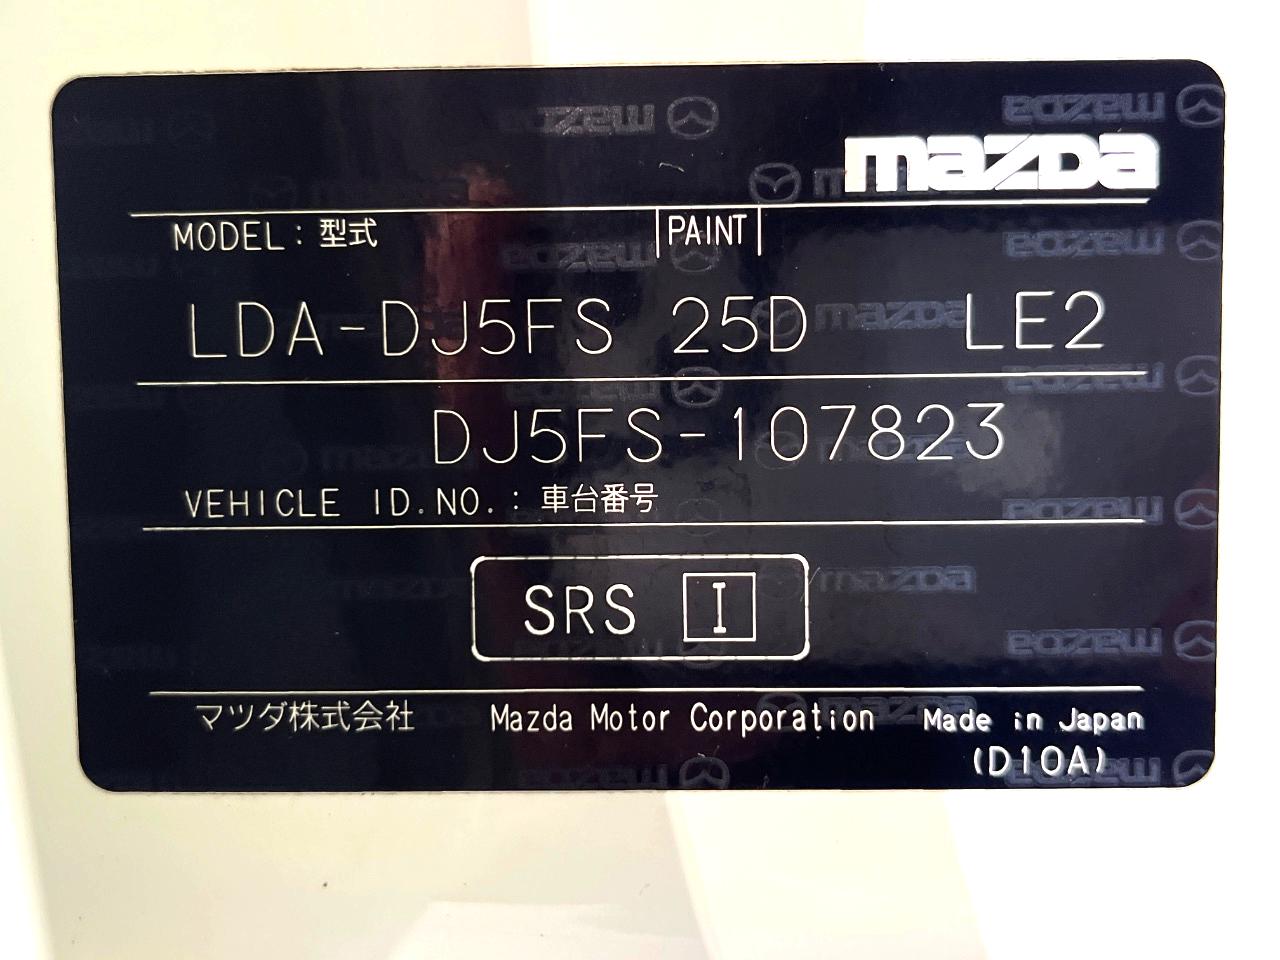 mazda
MODEL : 型式 PAINT
LDA-DJ5FS 25D LE2
DJ5FS-107823
VEHICLE ID.NO. : 車台番号
SRS I
マツダ株式会社 Mazda Motor Corporation Made in Japan
(D10A)